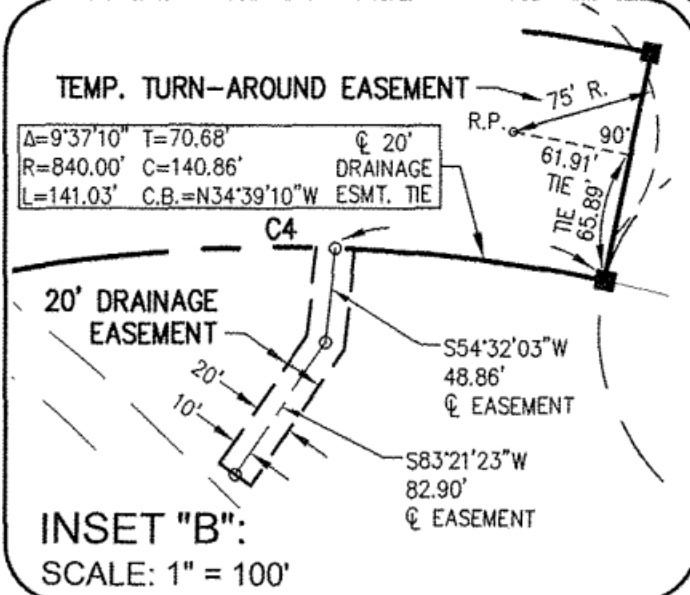 TEMP. TURN-AROUND EASEMENT
75' R.
R.P.
90°
61.91'
TIE
TIE
65.89'
Δ=9°37'10" T=70.68' ℄ 20'
R=840.00' C=140.86' DRAINAGE
L=141.03' C.B.=N34°39'10"W ESMT. TIE
C4
20' DRAINAGE
EASEMENT
20'
10'
S54°32'03"W
48.86'
℄ EASEMENT
S83°21'23"W
82.90'
℄ EASEMENT
INSET "B":
SCALE: 1" = 100'